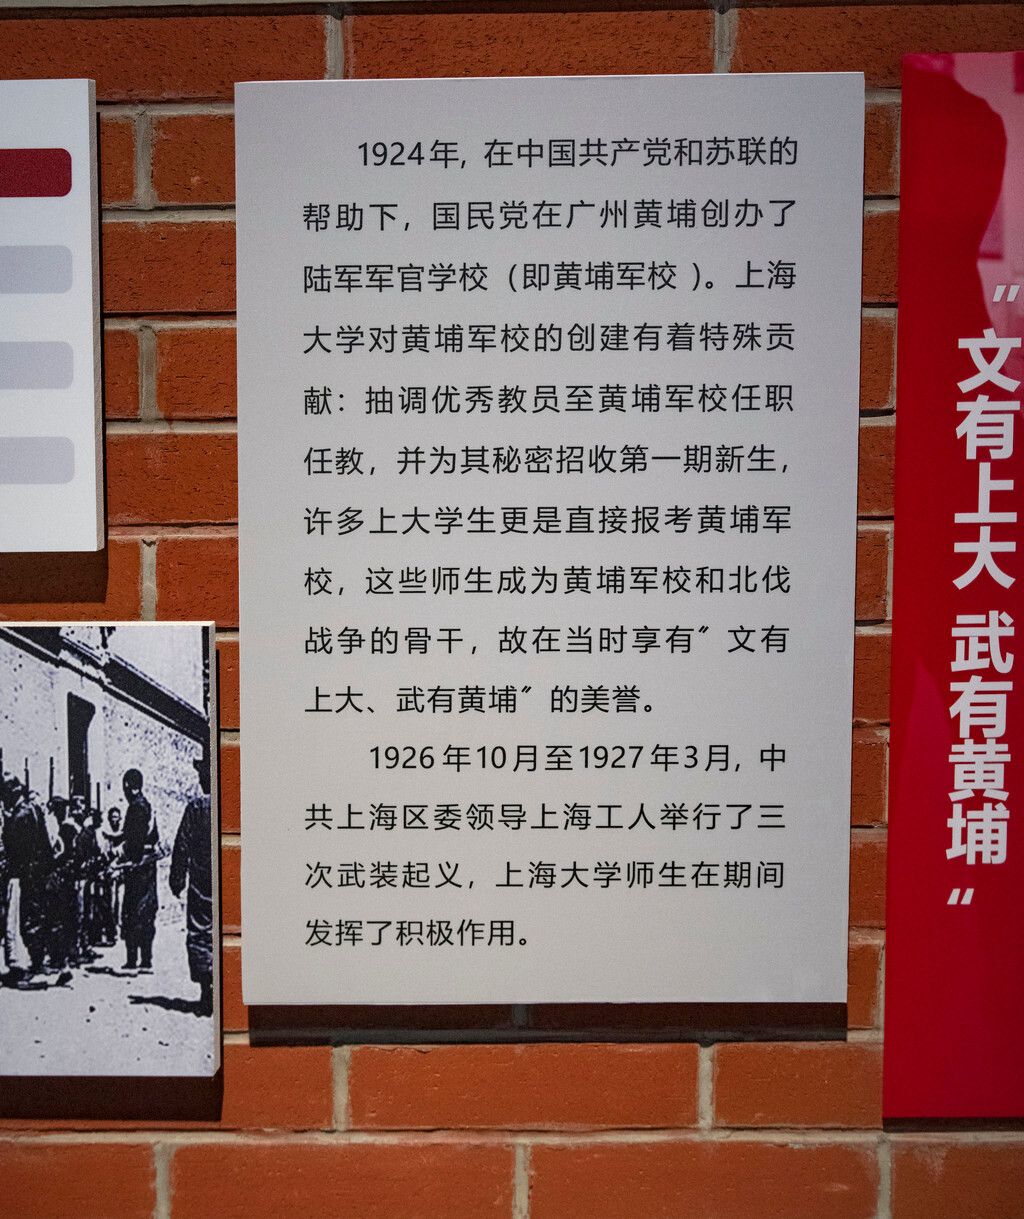 1924年, 在中国共产党和苏联的
帮助下，国民党在广州黄埔创办了
陆军军官学校（即黄埔军校 )。上海
大学对黄埔军校的创建有着特殊贡
献：抽调优秀教员至黄埔军校任职
任教，并为其秘密招收第一期新生，
许多上大学生更是直接报考黄埔军
校，这些师生成为黄埔军校和北伐
战争的骨干，故在当时享有〞文有
上大、武有黄埔〞的美誉。
1926年10月至1927年3月, 中
共上海区委领导上海工人举行了三
次武装起义，上海大学师生在期间
发挥了积极作用。
“文有上大 武有黄埔“